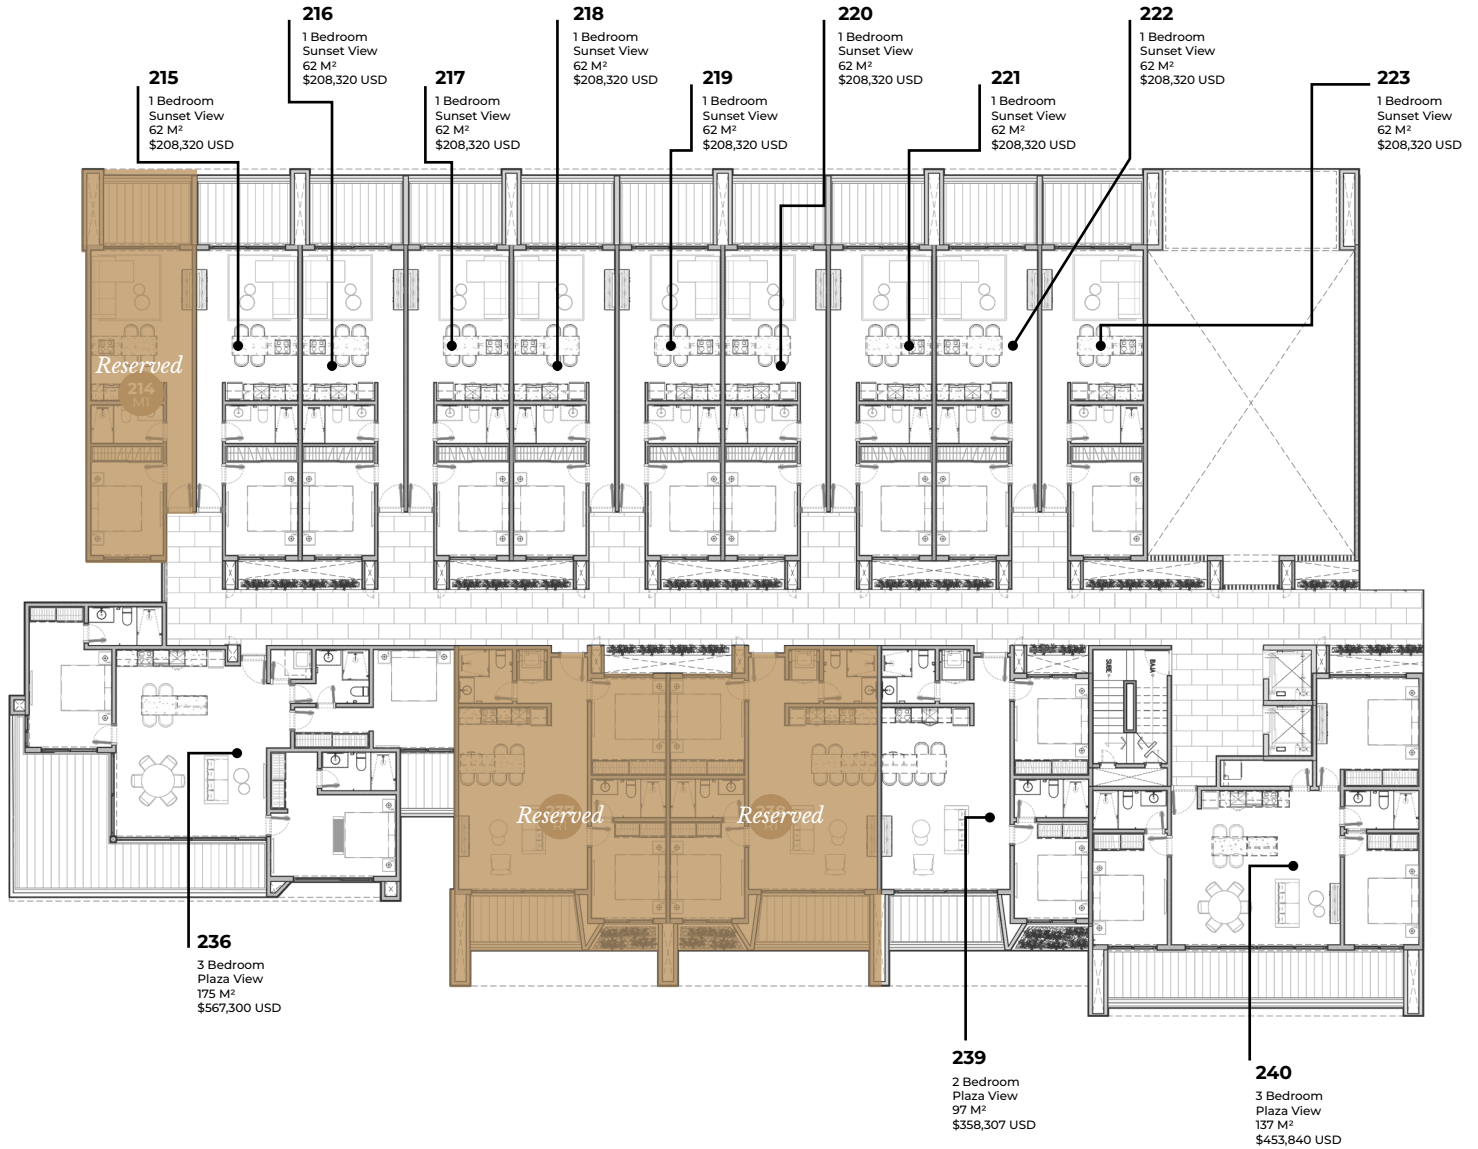 216
1 Bedroom
Sunset View
62 M²
$208,320 USD
218
1 Bedroom
Sunset View
62 M²
$208,320 USD
220
1 Bedroom
Sunset View
62 M²
$208,320 USD
222
1 Bedroom
Sunset View
62 M²
$208,320 USD
215
1 Bedroom
Sunset View
62 M²
$208,320 USD
217
1 Bedroom
Sunset View
62 M²
$208,320 USD
219
1 Bedroom
Sunset View
62 M²
$208,320 USD
221
1 Bedroom
Sunset View
62 M²
$208,320 USD
223
1 Bedroom
Sunset View
62 M²
$208,320 USD
Reserved
214
M1
SUBE
BAJA
Reserved
Reserved
236
3 Bedroom
Plaza View
175 M²
$567,300 USD
239
2 Bedroom
Plaza View
97 M²
$358,307 USD
240
3 Bedroom
Plaza View
137 M²
$453,840 USD